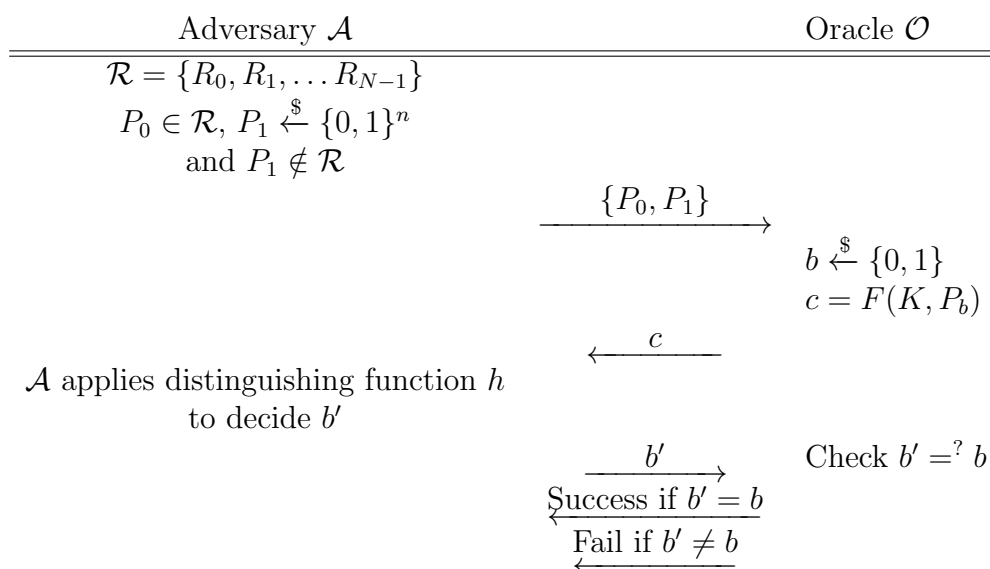 Adversary 𝒜 Oracle 𝒪
ℛ = {R₀, R₁, … R_{N−1}}
P₀ ∈ ℛ, P₁ ←$ {0, 1}ⁿ
and P₁ ∉ ℛ
{P₀, P₁}
b ←$ {0, 1}
c = F(K, P_b)
c
𝒜 applies distinguishing function h
to decide b′
b′ Check b′ =? b
Success if b′ = b
Fail if b′ ≠ b